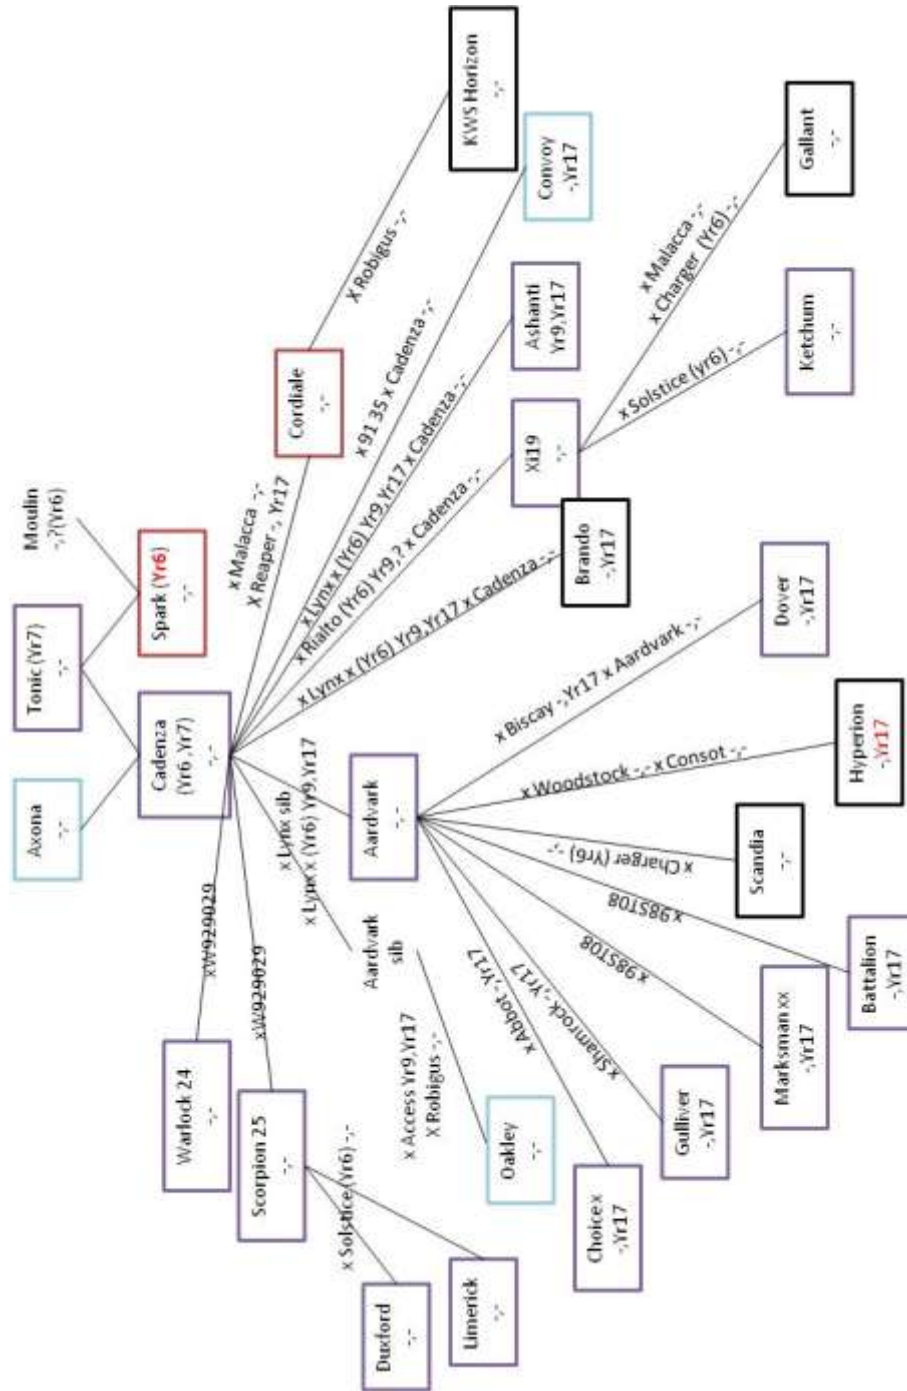 Axona
-,-
Tonic (Yr7)
-,-
Moulin
-,?(Yr6)
Cadenza
(Yr6 ,Yr7)
-,-
Spark (Yr6)
-,-
xW929029
xW929029
Warlock 24
-,-
Scorpion 25
-,-
x Solstice (Yr6) -,-
Duxford
-,-
Limerick
-,-
x Lynx sib
x Lynx x (Yr6) Yr9,Yr17
Aardvark
sib
x Access Yr9,Yr17
X Robigus -,-
Oakley
-,-
Aardvark
-,-
x Abbot -,Yr17
x Shamrock -,Yr17
x 98ST08
x 98ST08
x Charger (Yr6) -,-
x Woodstock -,- x Consot -,-
x Biscay -,Yr17 x Aardvark -,-
Choice x
-,Yr17
Gulliver
-,Yr17
Marksman xx
-,Yr17
Battalion
-,Yr17
Scandia
-,-
Hyperion
-,Yr17
Dover
-,Yr17
x Malacca -,-
X Reaper -, Yr17
Cordiale
-,-
X Robigus -,-
KWS Horizon
-,-
x 91 35 x Cadenza -,-
Convoy
-,Yr17
x Lynx x (Yr6) Yr9,Yr17 x Cadenza -,-
Ashanti
Yr9,Yr17
x Rialto (Yr6) Yr9,? x Cadenza -,-
Xi19
-,-
x Lynx x (Yr6) Yr9,Yr17 x Cadenza -,-
Brando
-,Yr17
x Malacca -,-
x Charger (Yr6) -,-
Gallant
-,-
x Solstice (yr6) -,-
Ketchum
-,-